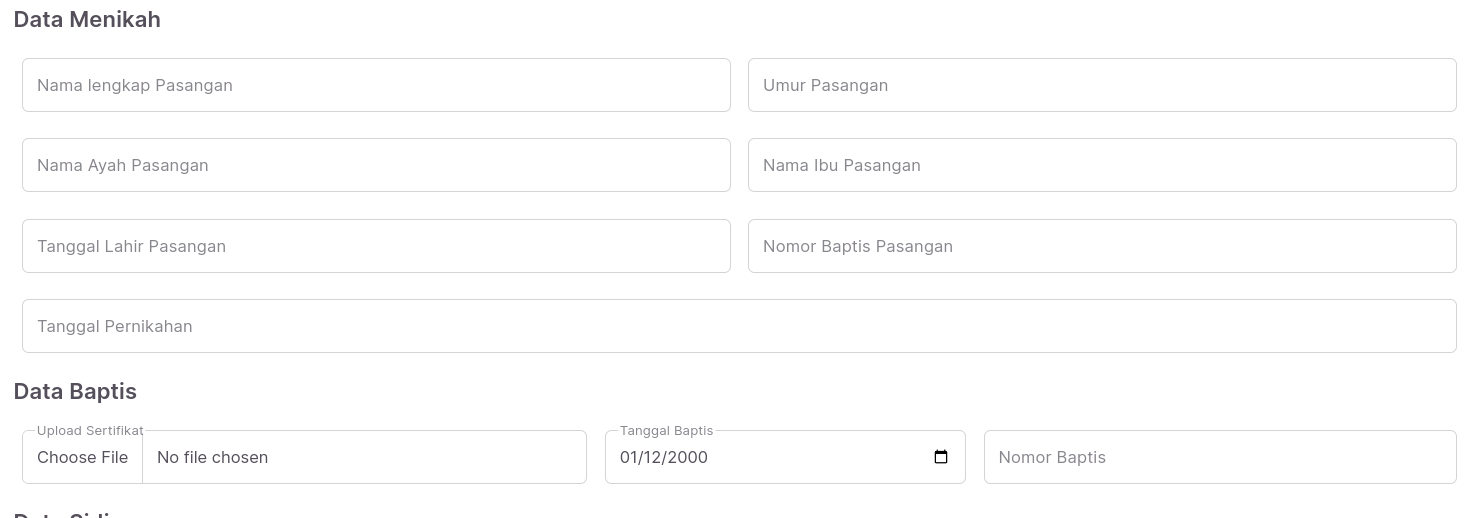 Data Menikah
Nama lengkap Pasangan
Umur Pasangan
Nama Ayah Pasangan
Nama Ibu Pasangan
Tanggal Lahir Pasangan
Nomor Baptis Pasangan
Tanggal Pernikahan
Data Baptis
Upload Sertifikat
Choose File No file chosen
Tanggal Baptis
01/12/2000
Nomor Baptis